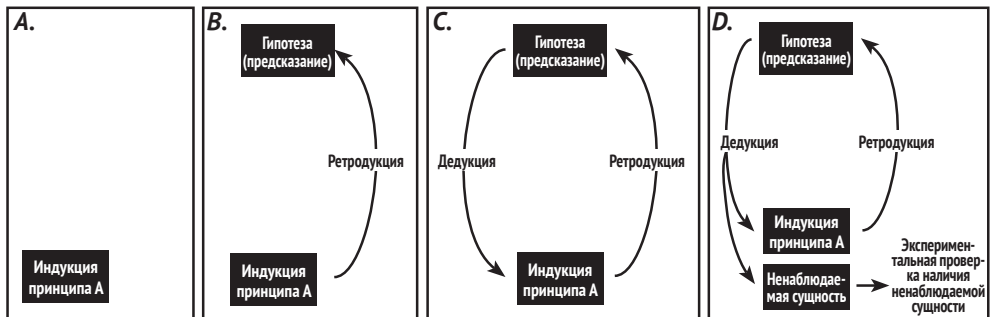 A.
Индукция
принципа А
B.
Гипотеза
(предсказание)
Ретродукция
Индукция
принципа А
C.
Гипотеза
(предсказание)
Дедукция
Ретродукция
Индукция
принципа А
D.
Гипотеза
(предсказание)
Дедукция
Ретродукция
Индукция
принципа А
Ненаблюдае-
мая сущность
Эксперимен-
тальная провер-
ка наличия
ненаблюдаемой
сущности